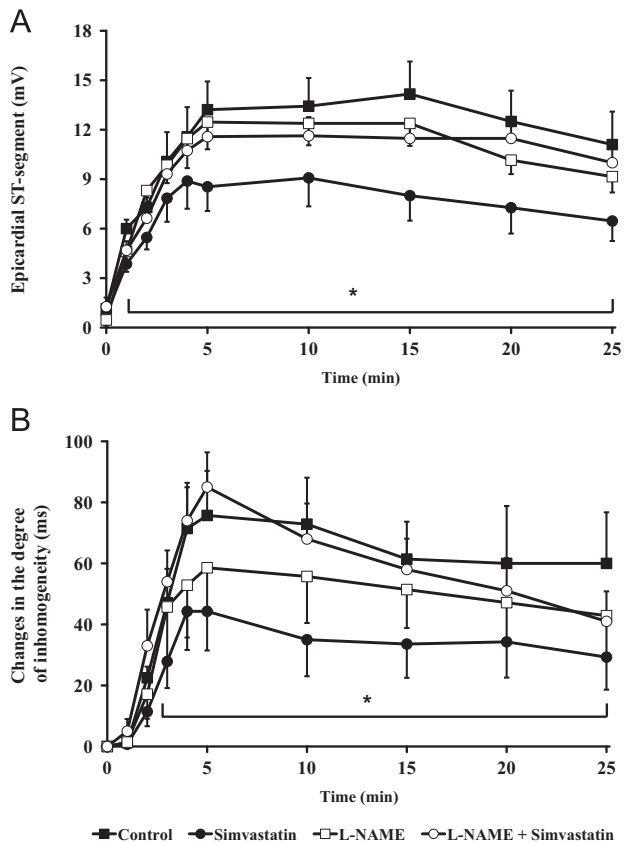 A
Epicardial ST-segment (mV)
18
15
12
9
6
3
0
*
0 5 10 15 20 25
Time (min)
B
Changes in the degree
of inhomogeneity (ms)
100
80
60
40
20
0
*
0 5 10 15 20 25
Time (min)
Control Simvastatin L-NAME L-NAME + Simvastatin